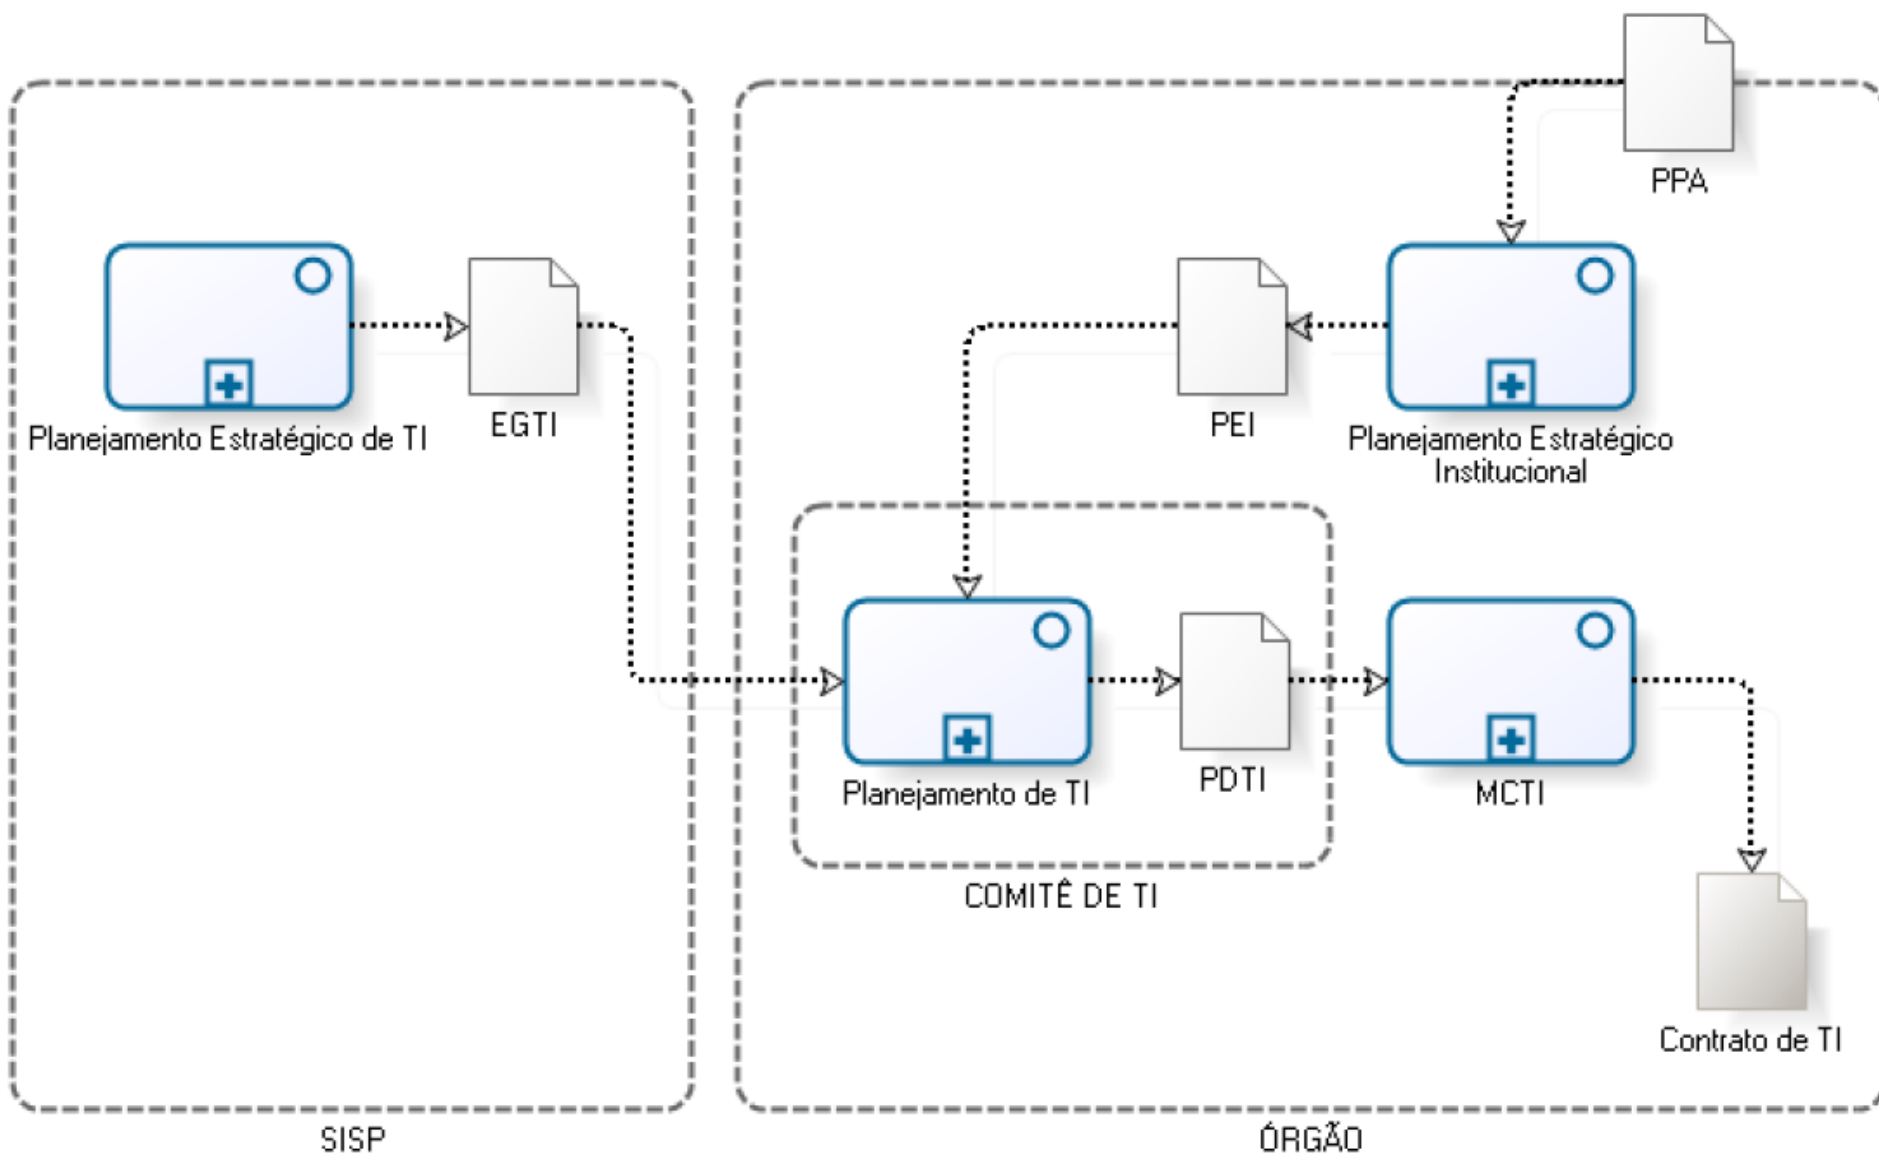 PPA
Planejamento Estratégico de TI
EGTI
PEI
Planejamento Estratégico
Institucional
Planejamento de TI
PDTI
MCTI
COMITÊ DE TI
Contrato de TI
SISP
ÓRGÃO